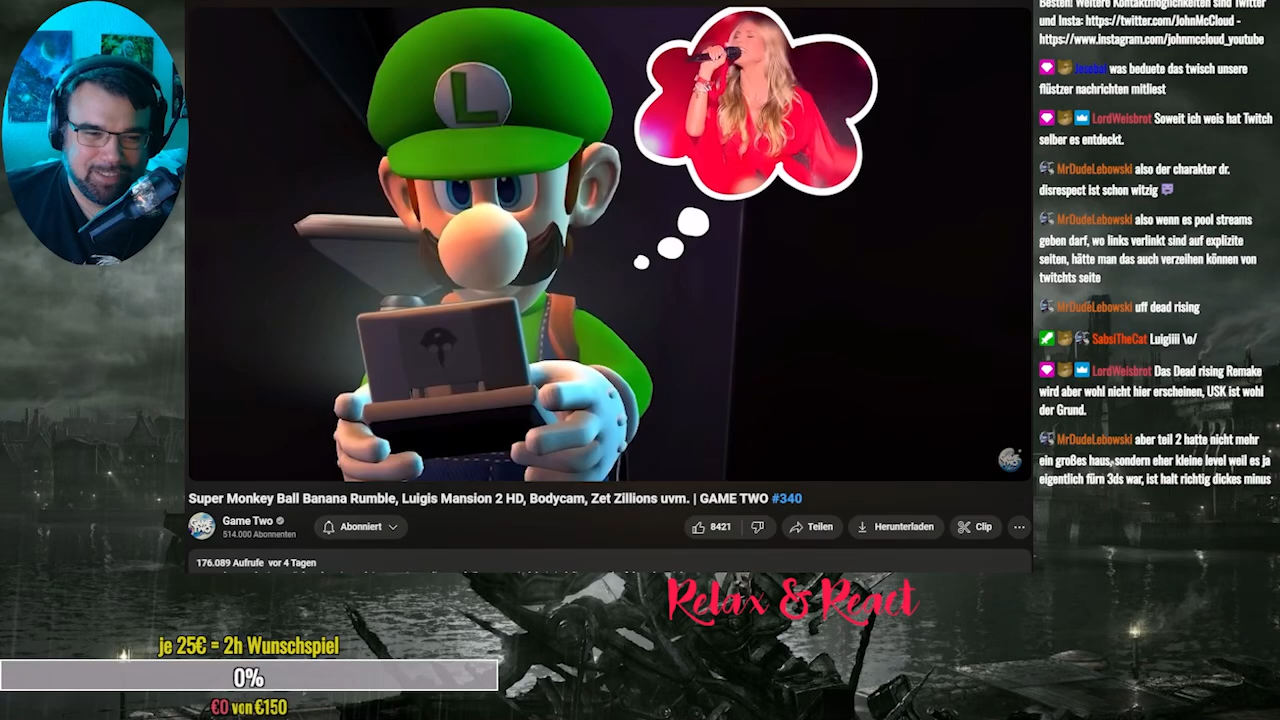 L
Super Monkey Ball Banana Rumble, Luigis Mansion 2 HD, Bodycam, Zet Zillions uvm. | GAME TWO #340
Game Two
514.000 Abonnenten
Abonniert
8421
Teilen
Herunterladen
Clip
176.089 Aufrufe vor 4 Tagen
Relax & React
je 25€ = 2h Wunschspiel
0%
€0 von €150
Besten! Weitere Kontaktmöglichkeiten sind Twitter
und Insta: https://twitter.com/JohnMcCloud -
https://www.instagram.com/johnmccloud_youtube
was beduete das twisch unsere
flüstzer nachrichten mitliest
LordWeisbrot Soweit ich weis hat Twitch
selber es entdeckt.
MrDudeLebowski also der charakter dr.
disrespect ist schon witzig
MrDudeLebowski also wenn es pool streams
geben darf, wo links verlinkt sind auf explizite
seiten, hätte man das auch verzeihen können von
twitchts seite
MrDudeLebowski uff dead rising
SabsiTheCat Luigiiii \o/
LordWeisbrot Das Dead rising Remake
wird aber wohl nicht hier erscheinen, USK ist wohl
der Grund.
MrDudeLebowski aber teil 2 hatte nicht mehr
ein großes haus, sondern eher kleine level weil es ja
eigentlich fürn 3ds war, ist halt richtig dickes minus